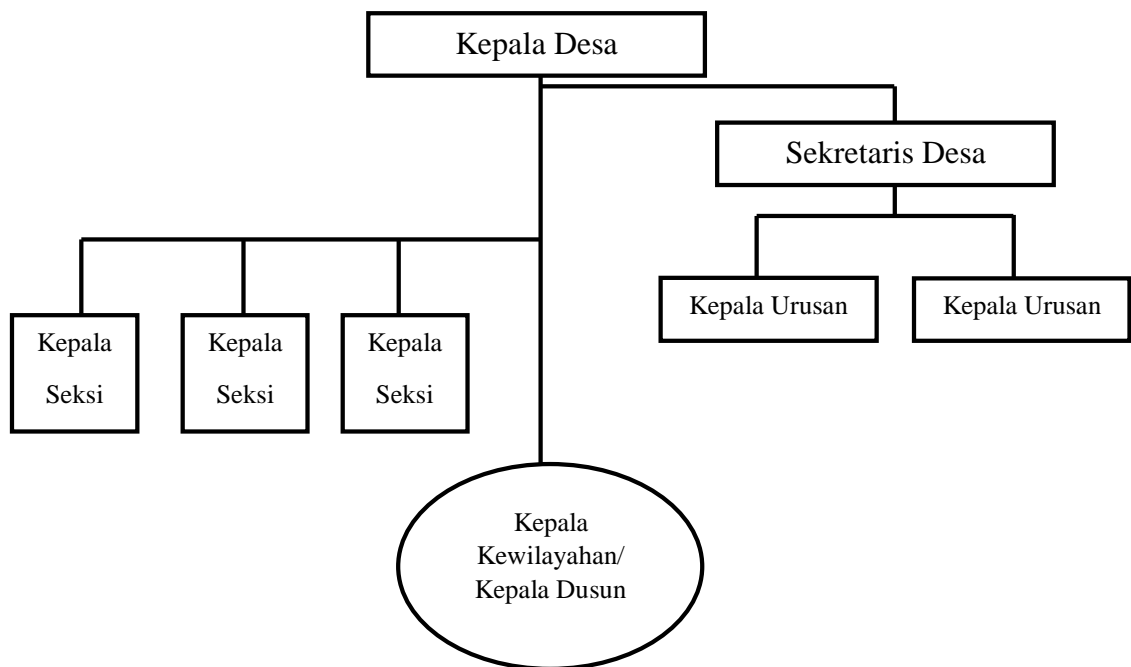 Kepala Desa
Sekretaris Desa
Kepala Urusan
Kepala Urusan
Kepala
Seksi
Kepala
Seksi
Kepala
Seksi
Kepala
Kewilayahan/
Kepala Dusun